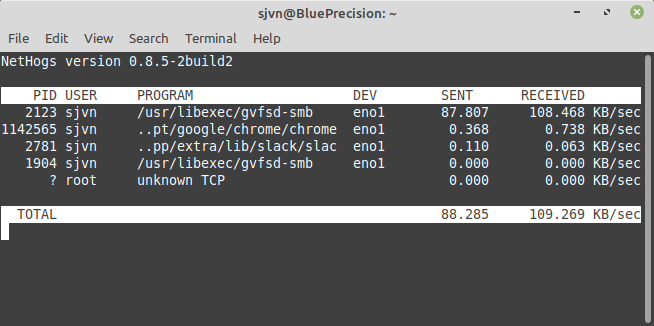 sjvn@BluePrecision: ~
File Edit View Search Terminal Help
NetHogs version 0.8.5-2build2
PID USER PROGRAM DEV SENT RECEIVED
2123 sjvn /usr/libexec/gvfsd-smb eno1 87.807 108.468 KB/sec
1142565 sjvn ..pt/google/chrome/chrome eno1 0.368 0.738 KB/sec
2781 sjvn ..pp/extra/lib/slack/slac eno1 0.110 0.063 KB/sec
1904 sjvn /usr/libexec/gvfsd-smb eno1 0.000 0.000 KB/sec
? root unknown TCP 0.000 0.000 KB/sec
TOTAL 88.285 109.269 KB/sec